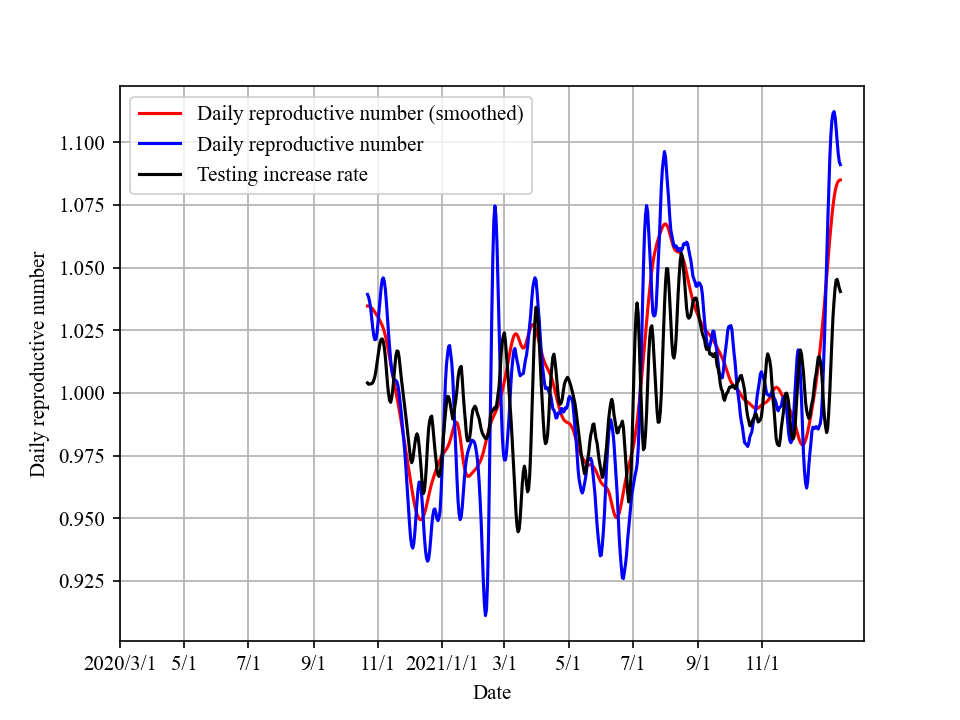 Daily reproductive number (smoothed)
Daily reproductive number
Testing increase rate
Daily reproductive number
1.100
1.075
1.050
1.025
1.000
0.975
0.950
0.925
2020/3/1 5/1 7/1 9/1 11/1 2021/1/1 3/1 5/1 7/1 9/1 11/1
Date